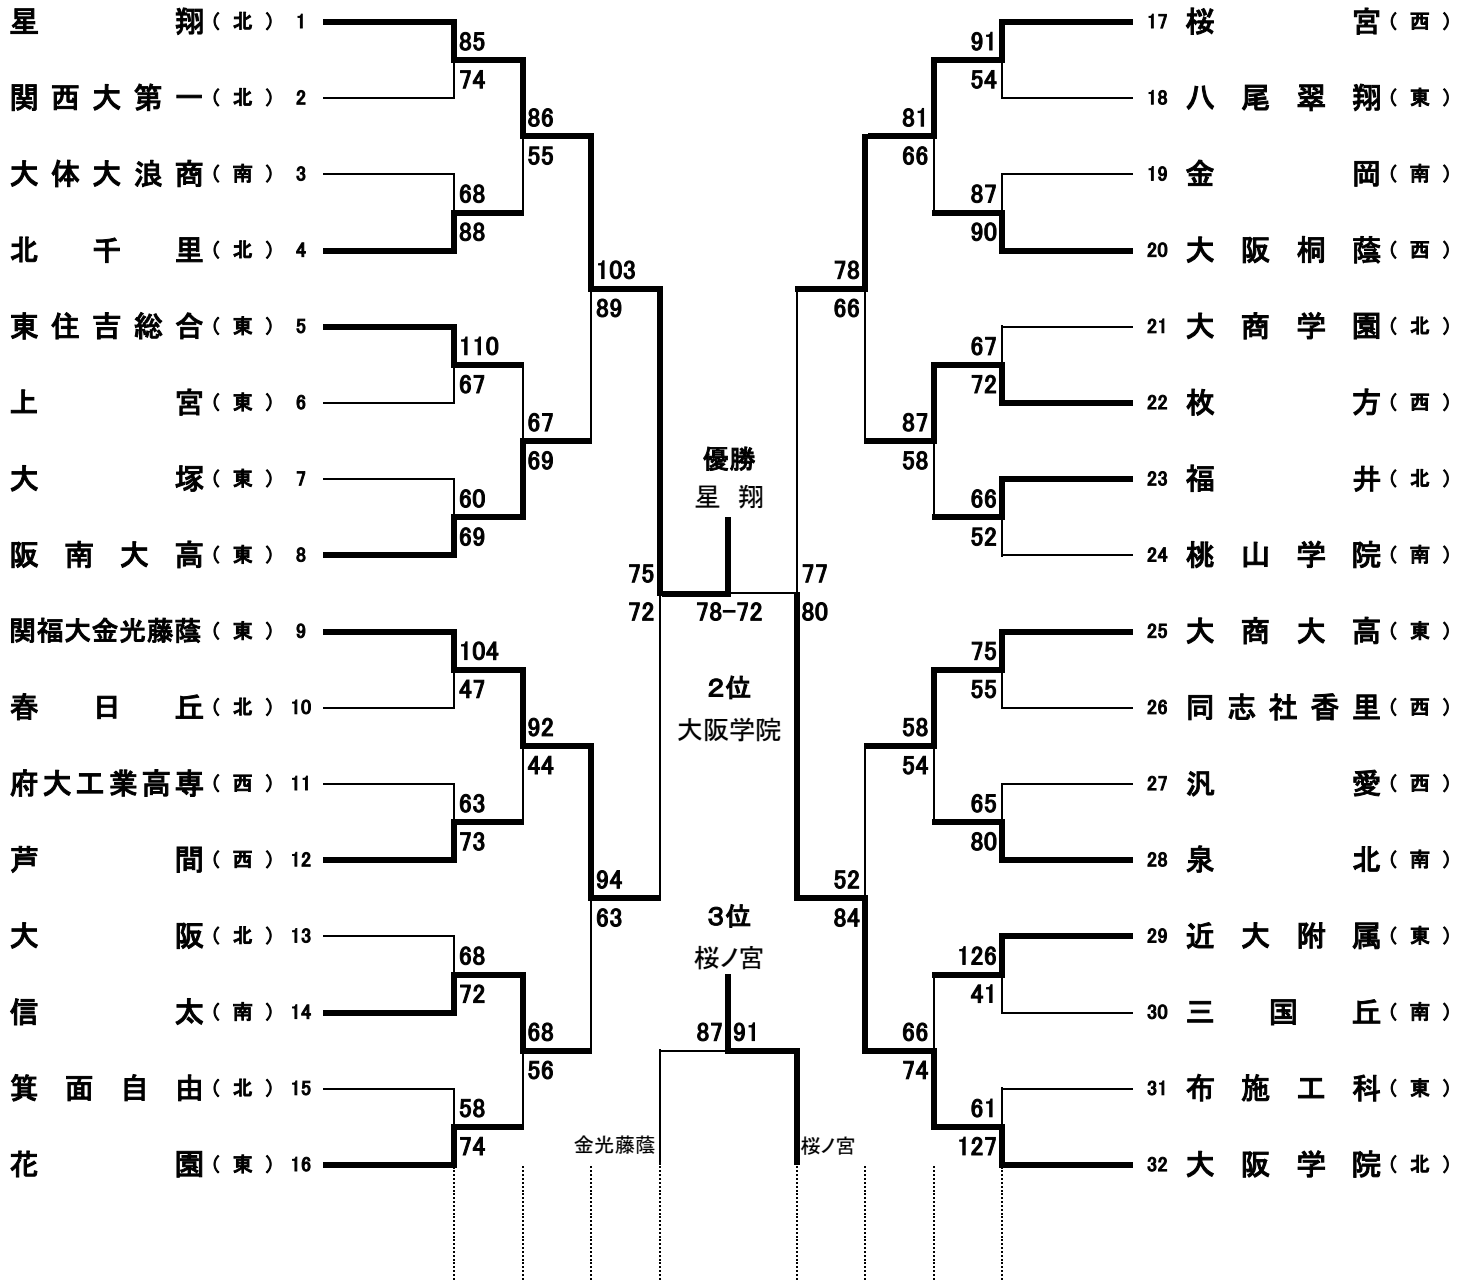 星翔（北）1
85
74
関西大第一（北）2
86
55
大体大浪商（南）3
68
88
北千里（北）4
103
89
東住吉総合（東）5
110
67
上宮（東）6
67
69
大塚（東）7
60
69
阪南大高（東）8
75
72
関福大金光藤蔭（東）9
104
47
春日丘（北）10
92
44
府大工業高専（西）11
63
73
芦間（西）12
94
63
大阪（北）13
68
72
信太（南）14
68
56
箕面自由（北）15
58
74
花園（東）16
優勝
星翔
78-72
2位
大阪学院
3位
桜ノ宮
87 91
金光藤蔭
桜ノ宮
17 桜宮（西）
91
54
18 八尾翠翔（東）
81
66
19 金岡（南）
87
90
20 大阪桐蔭（西）
78
66
21 大商学園（北）
67
72
22 枚方（西）
87
58
23 福井（北）
66
52
24 桃山学院（南）
77
80
25 大商大高（東）
75
55
26 同志社香里（西）
58
54
27 汎愛（西）
65
80
28 泉北（南）
52
84
29 近大附属（東）
126
41
30 三国丘（南）
66
74
31 布施工科（東）
61
127
32 大阪学院（北）